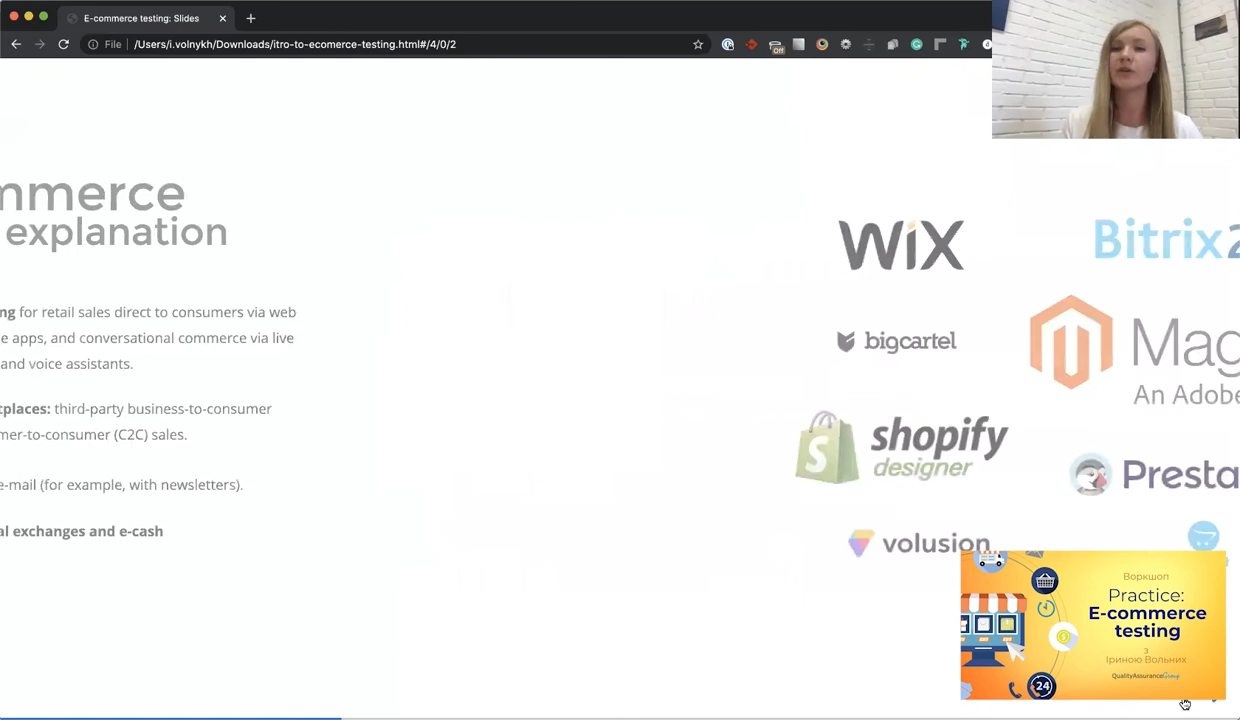 E-commerce testing: Slides
File
/Users/i.volnykh/Downloads/itro-to-ecomerce-testing.html#/4/0/2
Off
mmerce
explanation
ng for retail sales direct to consumers via web
e apps, and conversational commerce via live
and voice assistants.
tplaces: third-party business-to-consumer
mer-to-consumer (C2C) sales.
e-mail (for example, with newsletters).
al exchanges and e-cash
WiX
Bitrix2
bigcartel
Mag
An Adobe
shopify
designer
Presta
volusion
Воркшоп
Practice:
E-commerce
testing
з
Іриною Вольних
QualityAssuranceGroup
24